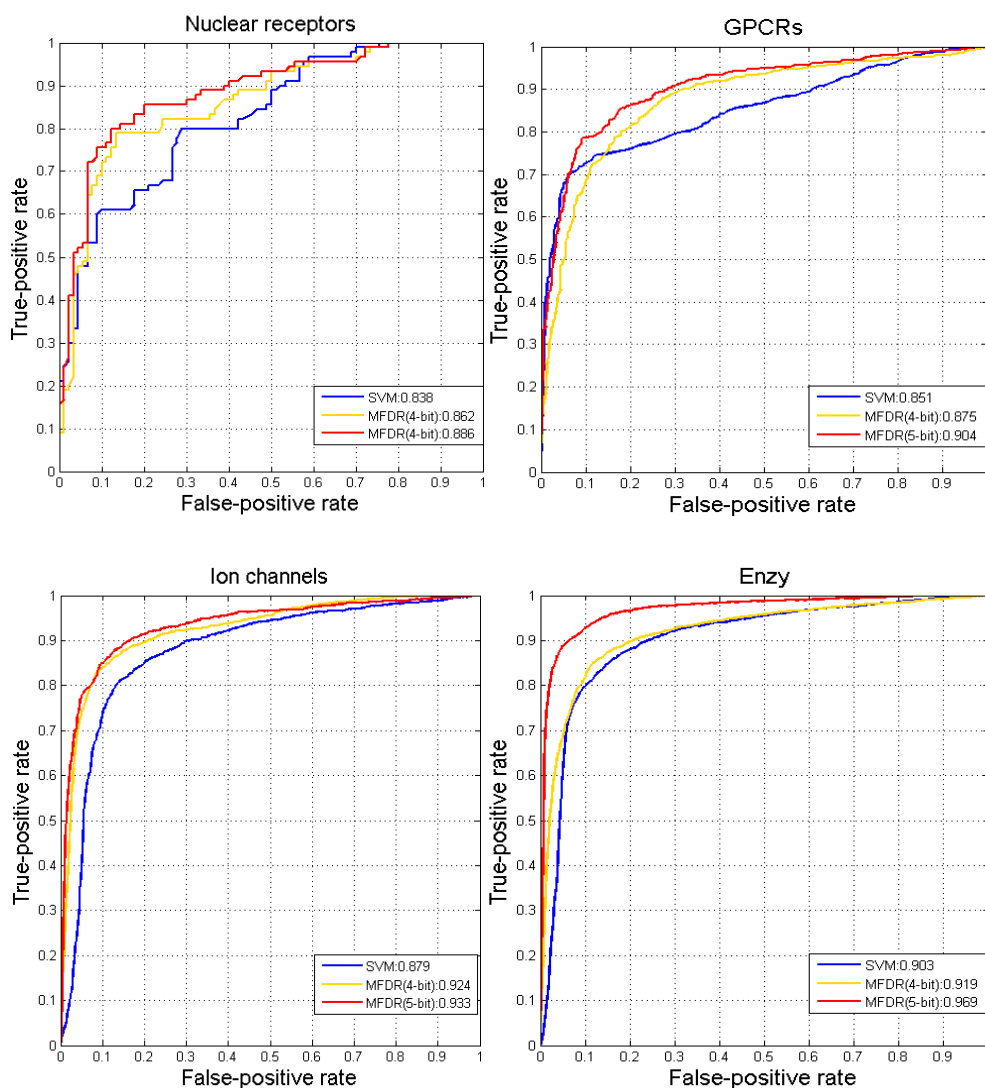 Nuclear receptors
1
0.9
0.8
0.7
0.6
0.5
0.4
0.3
0.2
0.1
0
True-positive rate
SVM:0.838
MFDR(4-bit):0.862
MFDR(4-bit):0.886
0 0.1 0.2 0.3 0.4 0.5 0.6 0.7 0.8 0.9 1
False-positive rate
GPCRs
1
0.9
0.8
0.7
0.6
0.5
0.4
0.3
0.2
0.1
0
True-positive rate
SVM:0.851
MFDR(4-bit):0.875
MFDR(5-bit):0.904
0 0.1 0.2 0.3 0.4 0.5 0.6 0.7 0.8 0.9
False-positive rate
Ion channels
1
0.9
0.8
0.7
0.6
0.5
0.4
0.3
0.2
0.1
0
True-positive rate
SVM:0.879
MFDR(4-bit):0.924
MFDR(5-bit):0.933
0 0.1 0.2 0.3 0.4 0.5 0.6 0.7 0.8 0.9 1
False-positive rate
Enzy
1
0.9
0.8
0.7
0.6
0.5
0.4
0.3
0.2
0.1
0
True-positive rate
SVM:0.903
MFDR(4-bit):0.919
MFDR(5-bit):0.969
0 0.1 0.2 0.3 0.4 0.5 0.6 0.7 0.8 0.9
False-positive rate